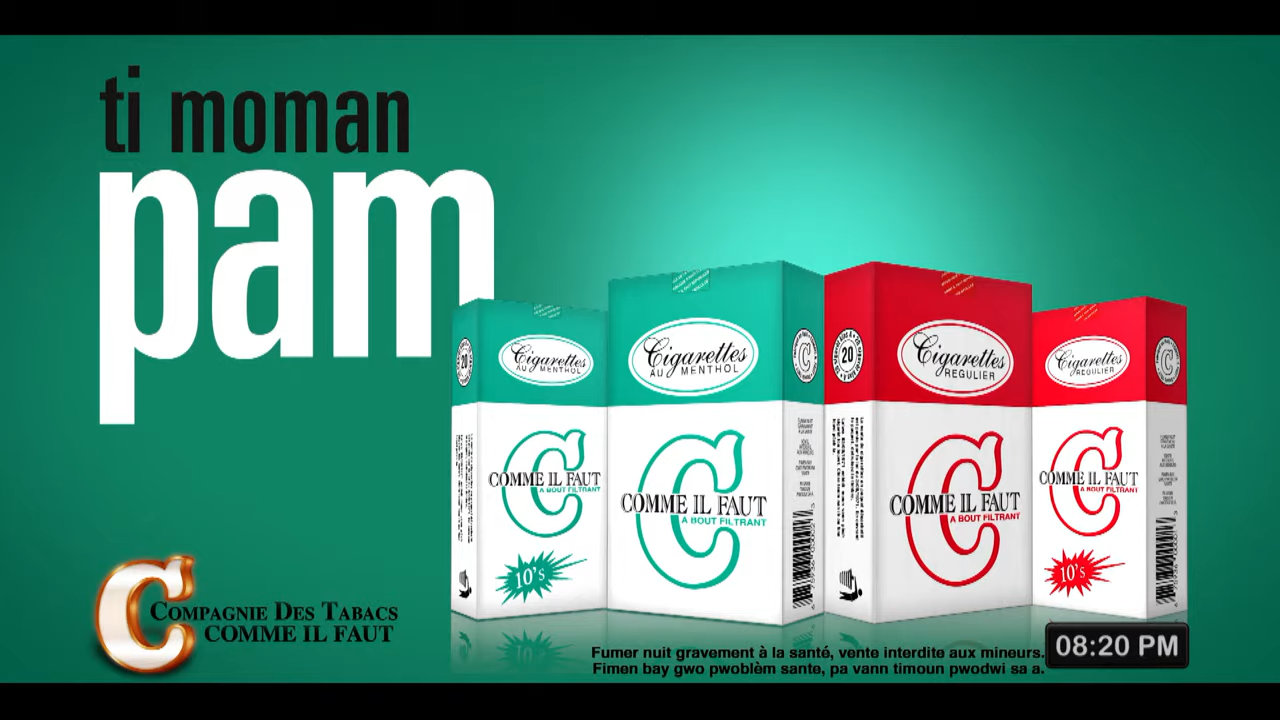 ti moman
pam
Cigarettes
AU MENTHOL
Cigarettes
AU MENTHOL
Cigarettes
REGULIER
Cigarettes
REGULIER
20
20
C
C
COMME IL FAUT
A BOUT FILTRANT
COMME IL FAUT
A BOUT FILTRANT
COMME IL FAUT
A BOUT FILTRANT
COMME IL FAUT
A BOUT FILTRANT
10's
10's
COMPAGNIE DES TABACS
COMME IL FAUT
Fumer nuit gravement à la santé, vente interdite aux mineurs.
Fimen bay gwo pwoblèm sante, pa vann timoun pwodwi sa a.
08:20 PM